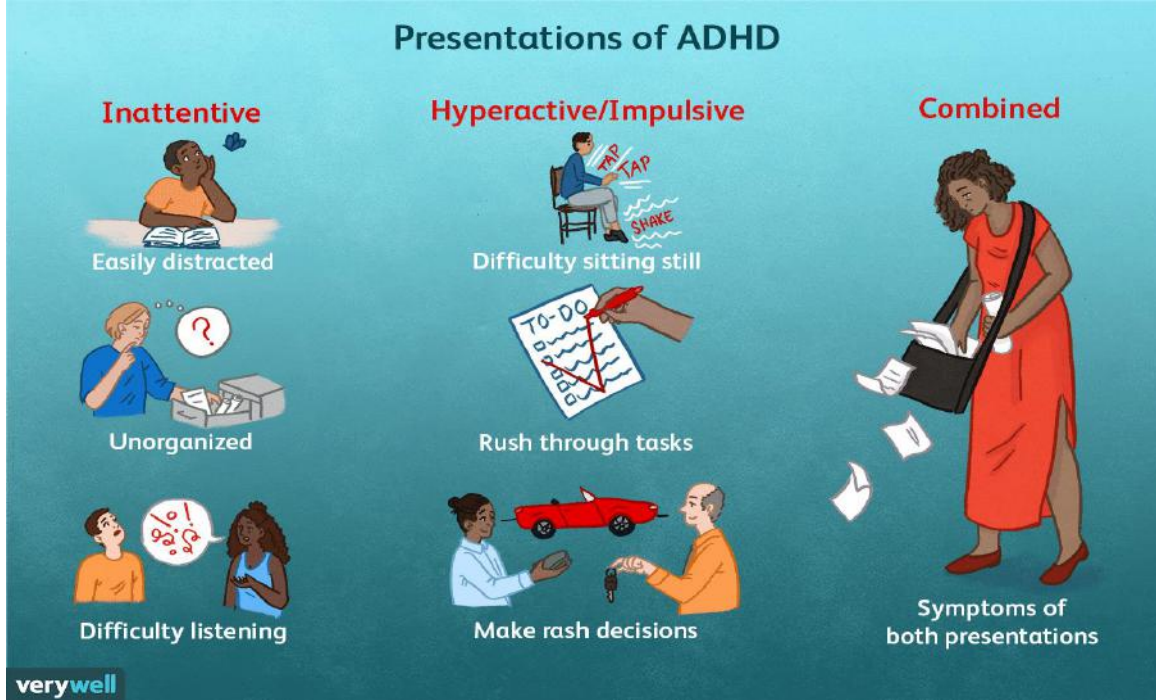 Presentations of ADHD
Inattentive
Easily distracted
?
Unorganized
Difficulty listening
Hyperactive/Impulsive
TAP
TAP
SHAKE
Difficulty sitting still
TO-DO
Rush through tasks
Make rash decisions
Combined
Symptoms of
both presentations
verywell